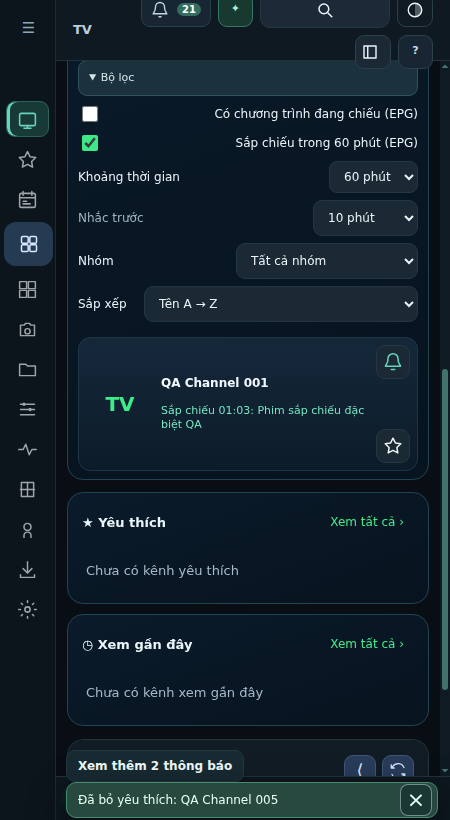 21
TV
?
▼ Bộ lọc
Có chương trình đang chiếu (EPG)
Sắp chiếu trong 60 phút (EPG)
Khoảng thời gian 60 phút
Nhắc trước 10 phút
Nhóm Tất cả nhóm
Sắp xếp Tên A → Z
QA Channel 001
TV
Sắp chiếu 01:03: Phim sắp chiếu đặc
biệt QA
★ Yêu thích Xem tất cả ›
Chưa có kênh yêu thích
◷ Xem gần đây Xem tất cả ›
Chưa có kênh xem gần đây
Xem thêm 2 thông báo
Đã bỏ yêu thích: QA Channel 005